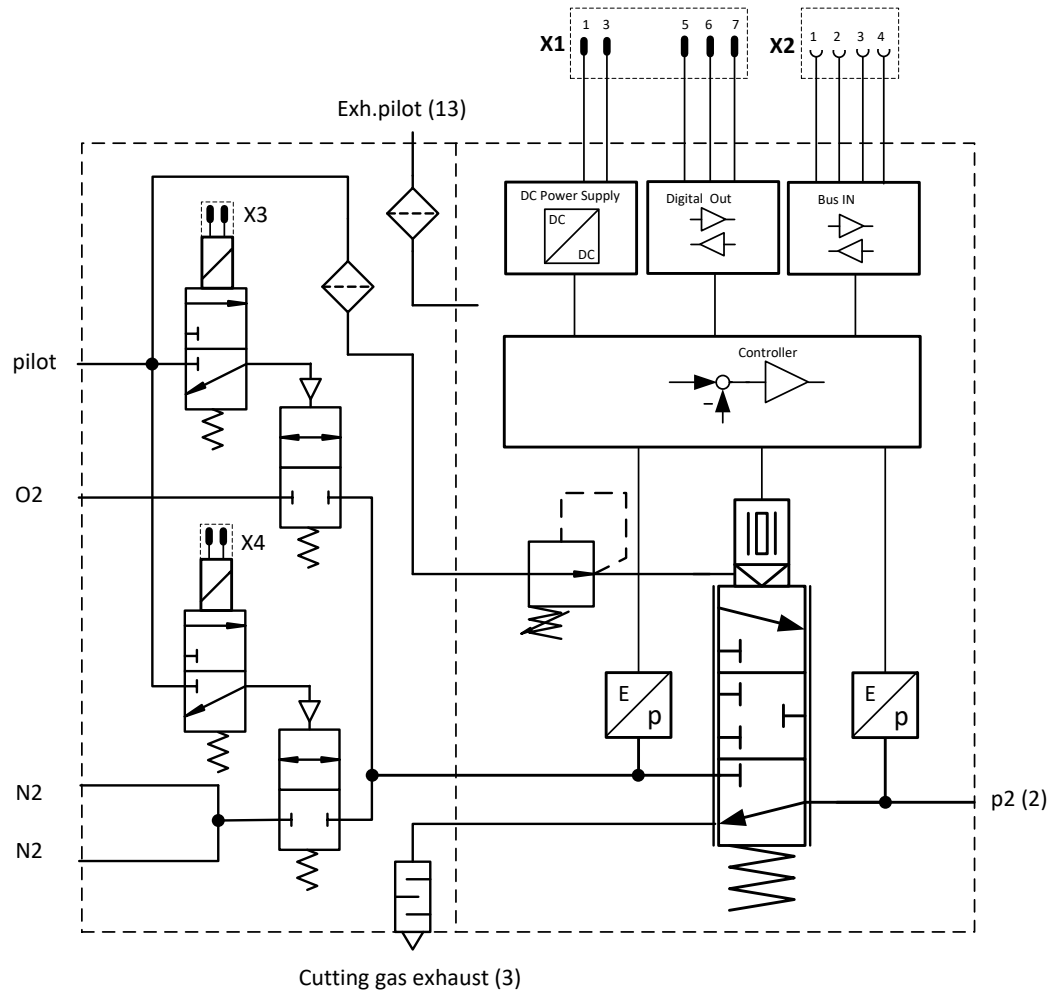 X1
1 3 5 6 7
X2
1 2 3 4
Exh.pilot (13)
DC Power Supply
DC
DC
Digital Out
Bus IN
X3
pilot
Controller
–
O2
X4
E
p
E
p
N2
p2 (2)
N2
Cutting gas exhaust (3)